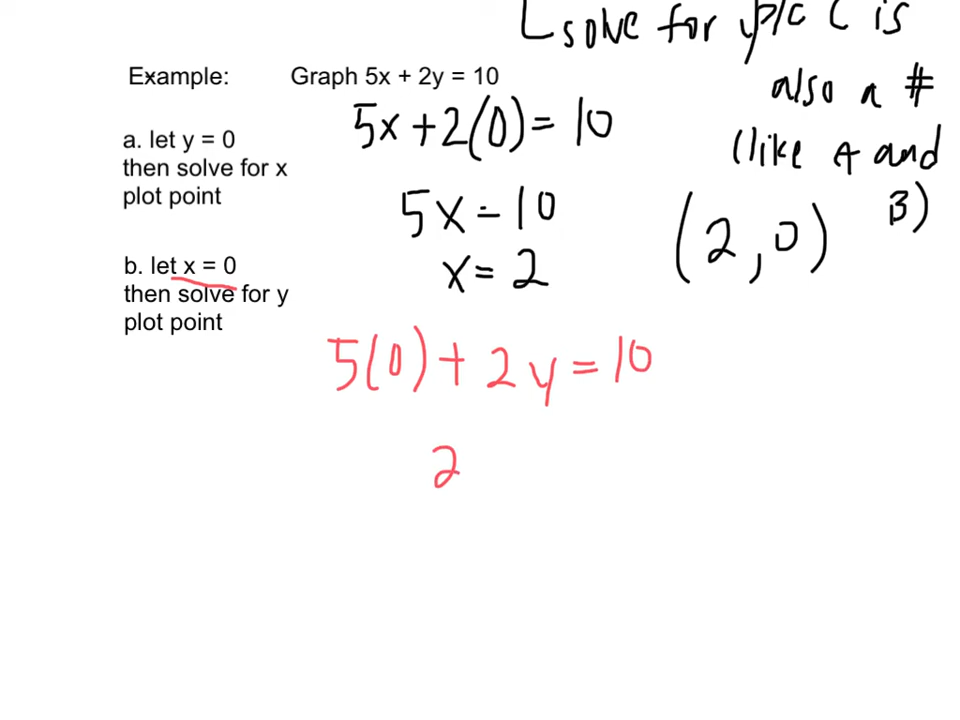 solve for y b/c C is
also a #
(like A and
B)
Example: Graph 5x + 2y = 10
5x + 2(0) = 10
a. let y = 0
then solve for x
plot point
5x = 10
x = 2
(2, 0)
b. let x = 0
then solve for y
plot point
5(0) + 2y = 10
2